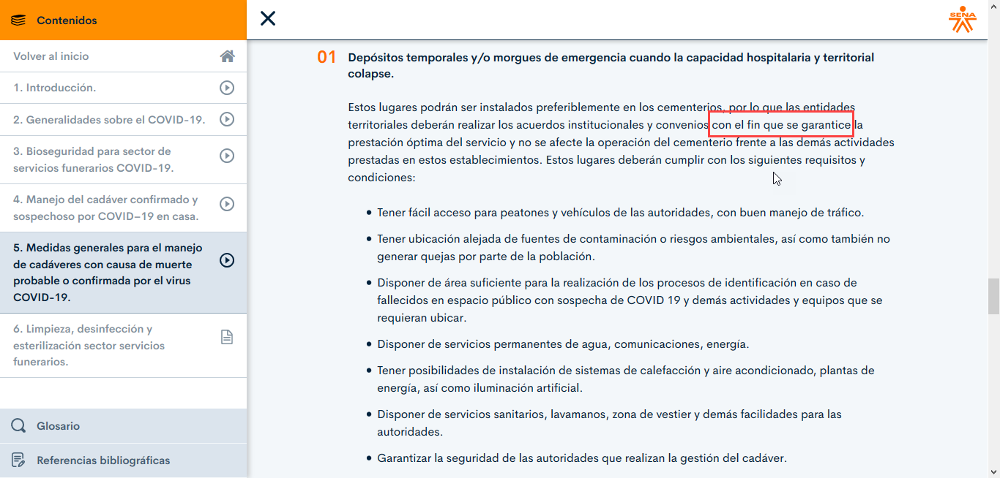 Contenidos
Volver al inicio
1. Introducción.
2. Generalidades sobre el COVID-19.
3. Bioseguridad para sector de
servicios funerarios COVID-19.
4. Manejo del cadáver confirmado y
sospechoso por COVID–19 en casa.
5. Medidas generales para el manejo
de cadáveres con causa de muerte
probable o confirmada por el virus
COVID-19.
6. Limpieza, desinfección y
esterilización sector servicios
funerarios.
Glosario
Referencias bibliográficas
SENA
01 Depósitos temporales y/o morgues de emergencia cuando la capacidad hospitalaria y territorial
colapse.
Estos lugares podrán ser instalados preferiblemente en los cementerios, por lo que las entidades
territoriales deberán realizar los acuerdos institucionales y convenios con el fin que se garantice la
prestación óptima del servicio y no se afecte la operación del cementerio frente a las demás actividades
prestadas en estos establecimientos. Estos lugares deberán cumplir con los siguientes requisitos y
condiciones:
• Tener fácil acceso para peatones y vehículos de las autoridades, con buen manejo de tráfico.
• Tener ubicación alejada de fuentes de contaminación o riesgos ambientales, así como también no
generar quejas por parte de la población.
• Disponer de área suficiente para la realización de los procesos de identificación en caso de
fallecidos en espacio público con sospecha de COVID 19 y demás actividades y equipos que se
requieran ubicar.
• Disponer de servicios permanentes de agua, comunicaciones, energía.
• Tener posibilidades de instalación de sistemas de calefacción y aire acondicionado, plantas de
energía, así como iluminación artificial.
• Disponer de servicios sanitarios, lavamanos, zona de vestier y demás facilidades para las
autoridades.
• Garantizar la seguridad de las autoridades que realizan la gestión del cadáver.